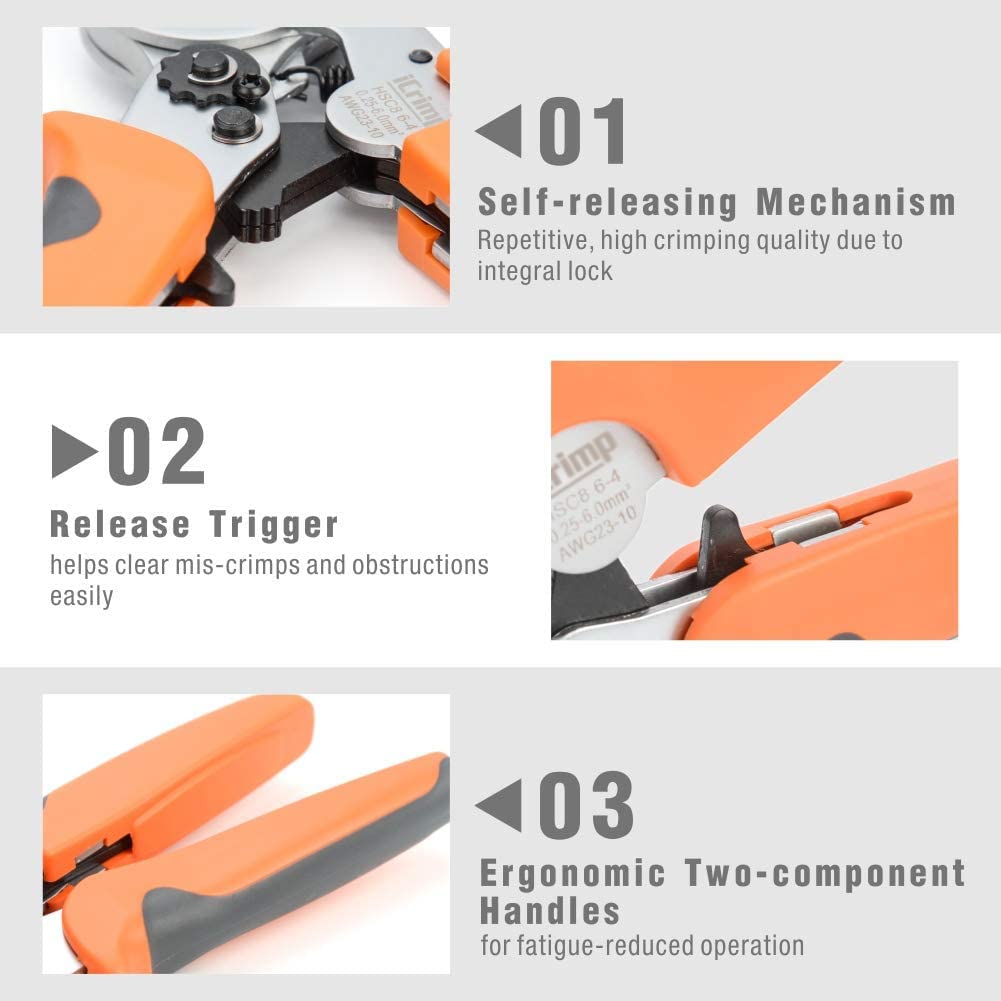 iCrimp
HSC8 6-4
0.25-6.0mm²
AWG23-10
01
Self-releasing Mechanism
Repetitive, high crimping quality due to
integral lock
02
Release Trigger
helps clear mis-crimps and obstructions
easily
Crimp
HSC8 6-4
0.25-6.0mm²
AWG23-10
03
Ergonomic Two-component
Handles
for fatigue-reduced operation